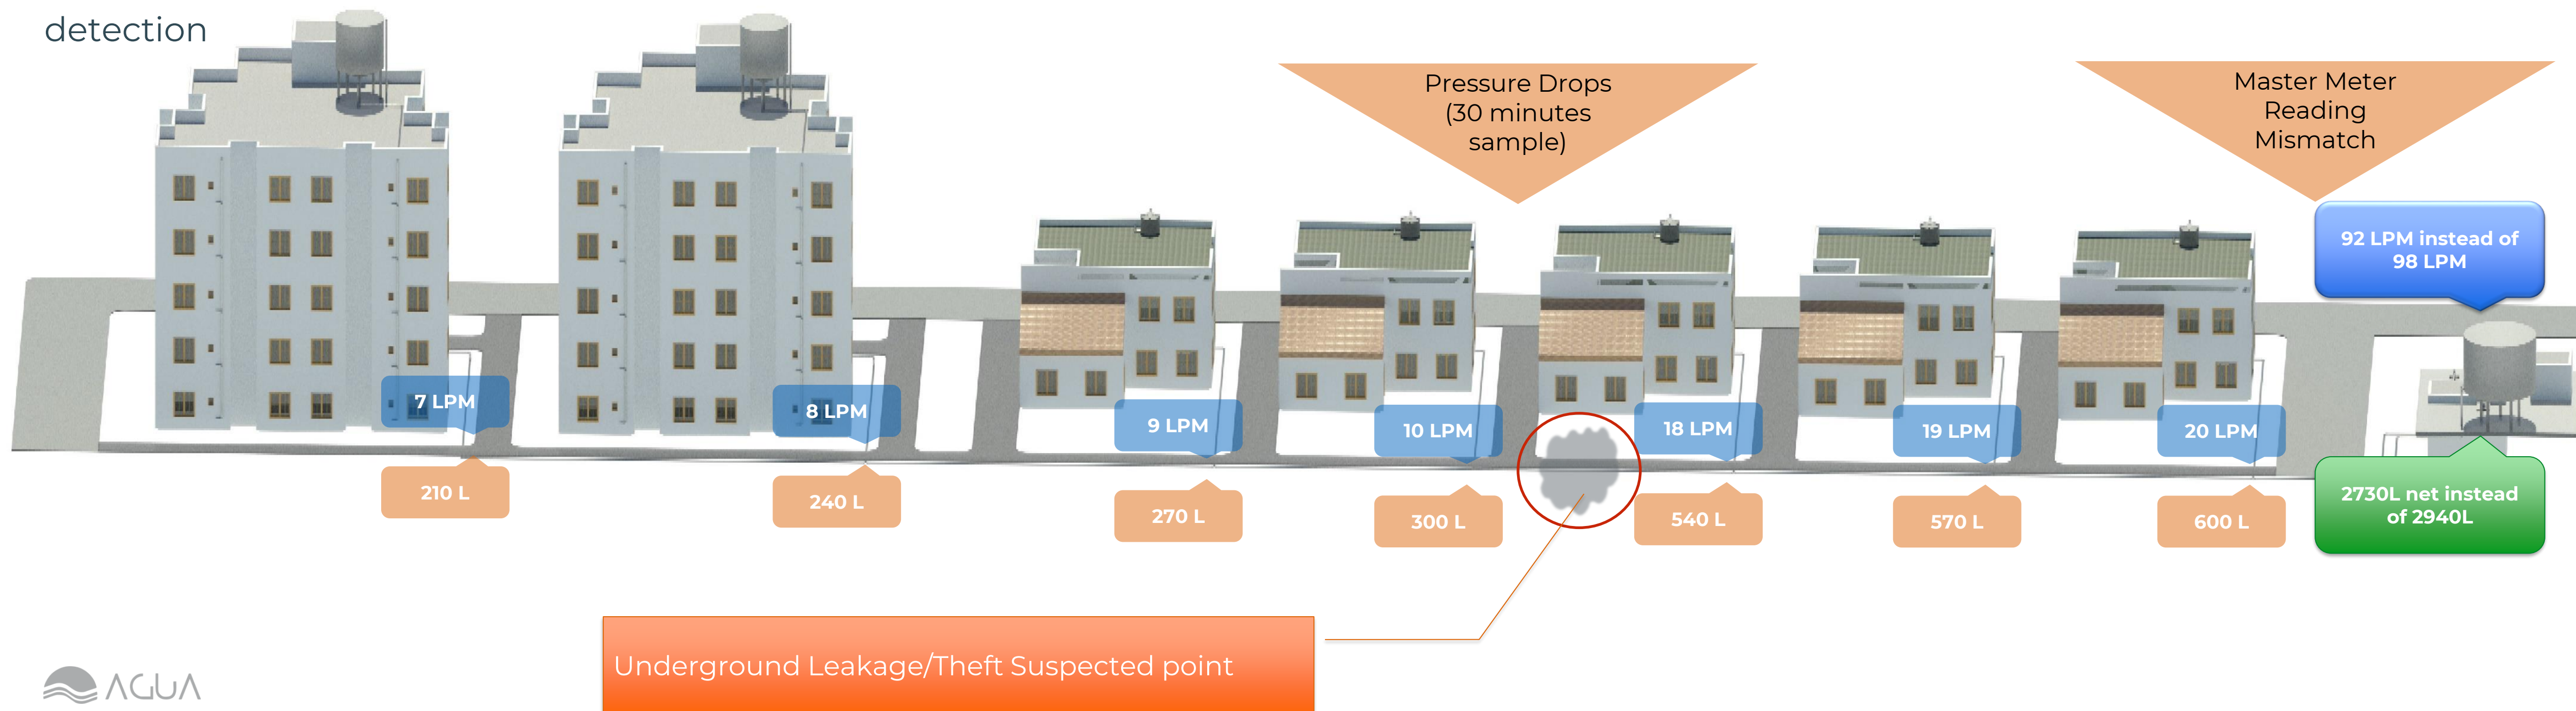 detection
Pressure Drops
(30 minutes
sample)
Master Meter
Reading
Mismatch
92 LPM instead of
98 LPM
7 LPM
8 LPM
9 LPM
10 LPM
18 LPM
19 LPM
20 LPM
210 L
240 L
270 L
300 L
540 L
570 L
600 L
2730L net instead
of 2940L
Underground Leakage/Theft Suspected point
AGUA